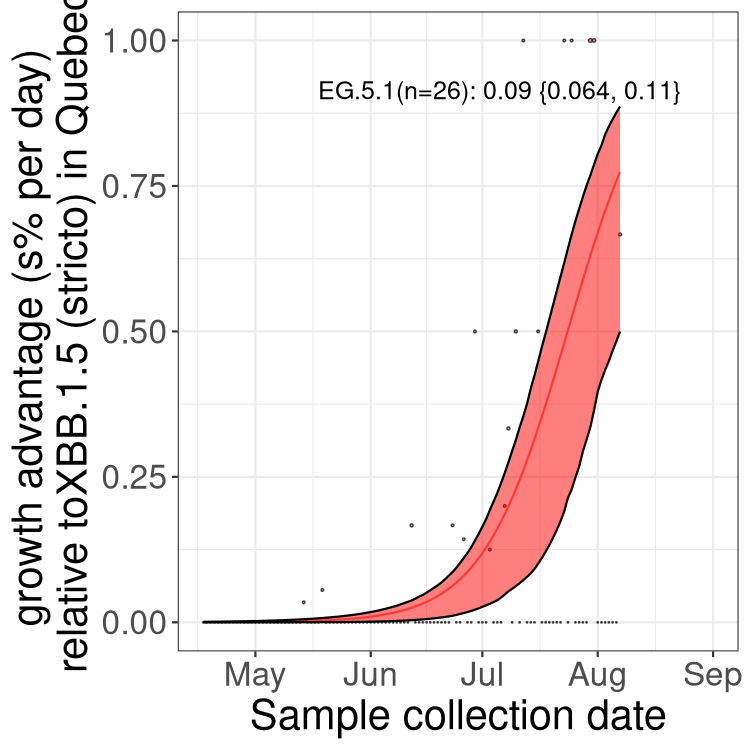 growth advantage (s% per day)
relative toXBB.1.5 (stricto) in Quebec
1.00
0.75
0.50
0.25
0.00
EG.5.1(n=26): 0.09 {0.064, 0.11}
May Jun Jul Aug Sep
Sample collection date